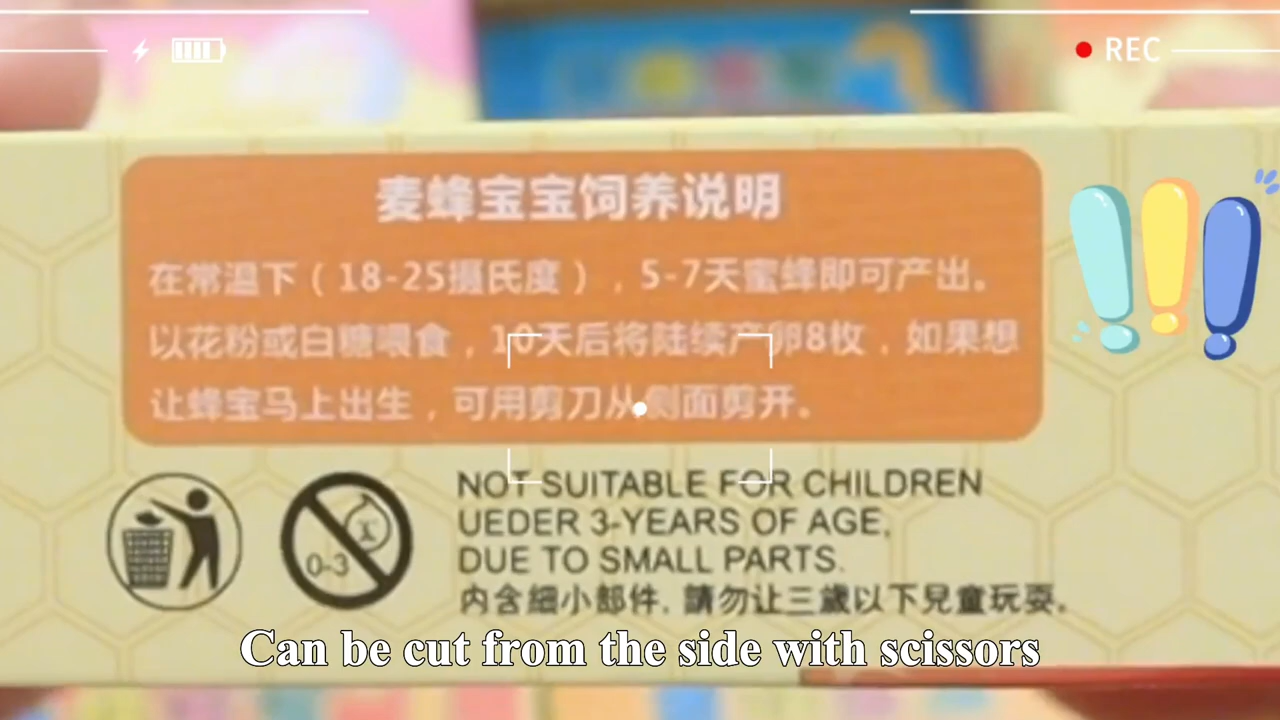 REC
麦蜂宝宝饲养说明
在常温下（18-25摄氏度），5-7天蜜蜂即可产出。
以花粉或白糖喂食，10天后将陆续产卵8枚，如果想
让蜂宝马上出生，可用剪刀从侧面剪开。
0-3
NOT SUITABLE FOR CHILDREN
UEDER 3-YEARS OF AGE,
DUE TO SMALL PARTS.
内含細小部件, 請勿让三歲以下兒童玩耍。
Can be cut from the side with scissors